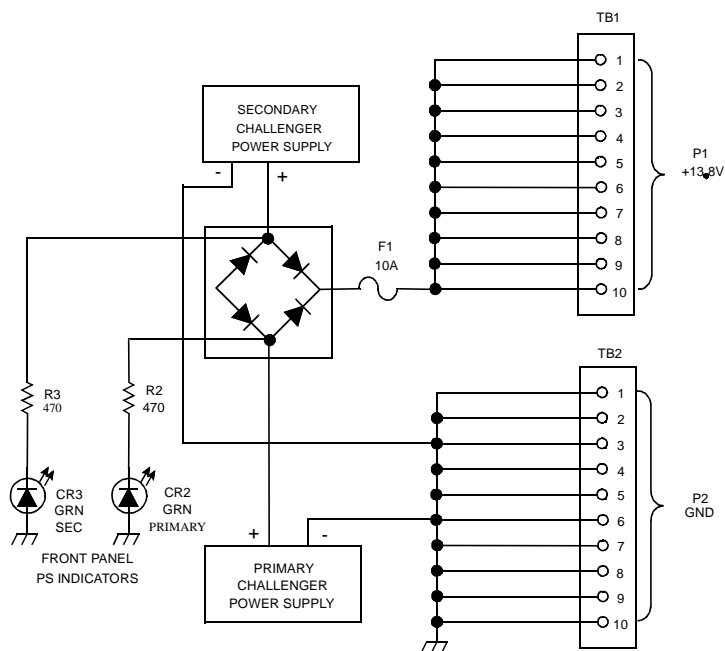 TB1
1
2
3
4
5
6
7
8
9
10
P1
+13.8V
SECONDARY
CHALLENGER
POWER SUPPLY
-
+
F1
10A
TB2
1
2
3
4
5
6
7
8
9
10
P2
GND
R3
470
R2
470
CR3
GRN
SEC
CR2
GRN
PRIMARY
FRONT PANEL
PS INDICATORS
+
-
PRIMARY
CHALLENGER
POWER SUPPLY